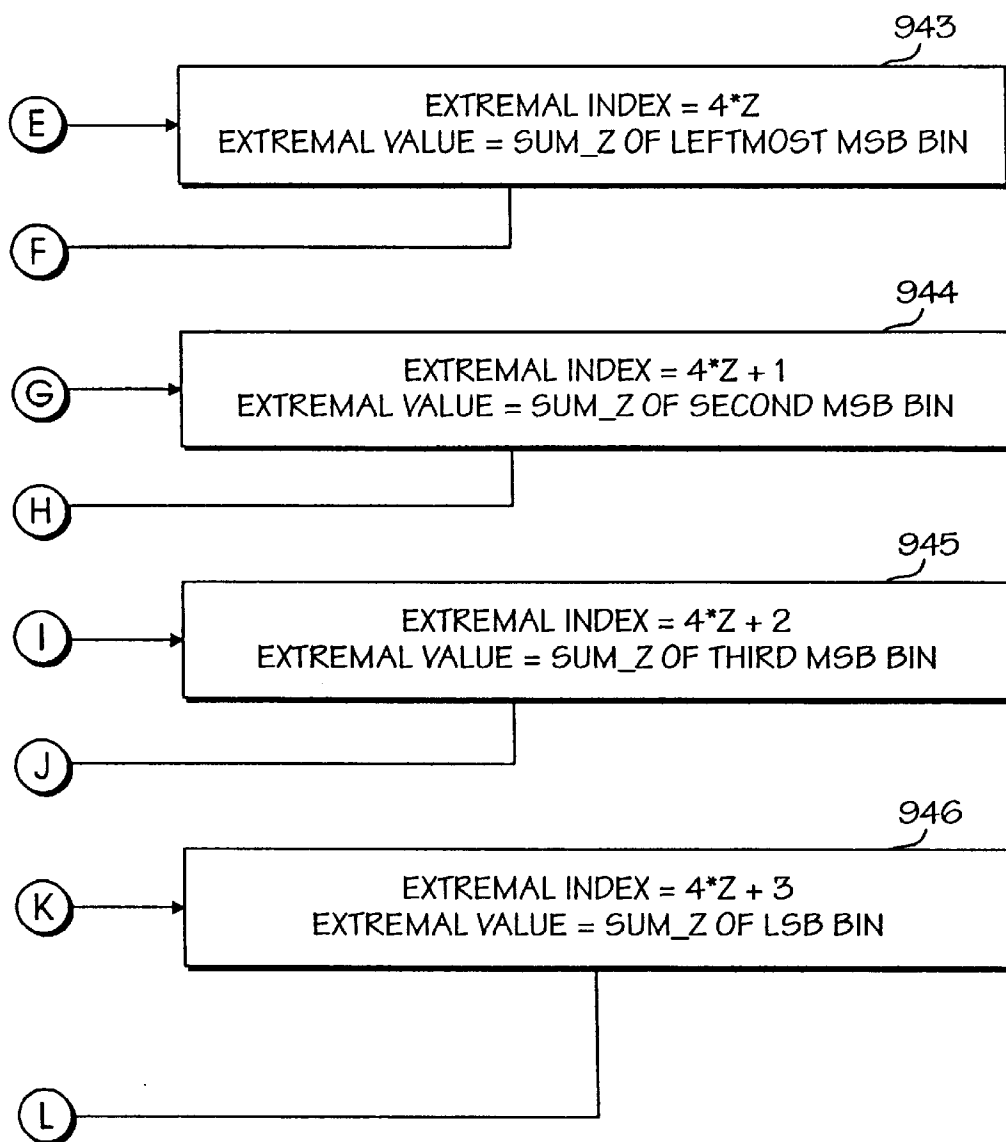 943
E
EXTREMAL INDEX = 4*Z
EXTREMAL VALUE = SUM_Z OF LEFTMOST MSB BIN
F
944
G
EXTREMAL INDEX = 4*Z + 1
EXTREMAL VALUE = SUM_Z OF SECOND MSB BIN
H
945
I
EXTREMAL INDEX = 4*Z + 2
EXTREMAL VALUE = SUM_Z OF THIRD MSB BIN
J
946
K
EXTREMAL INDEX = 4*Z + 3
EXTREMAL VALUE = SUM_Z OF LSB BIN
L